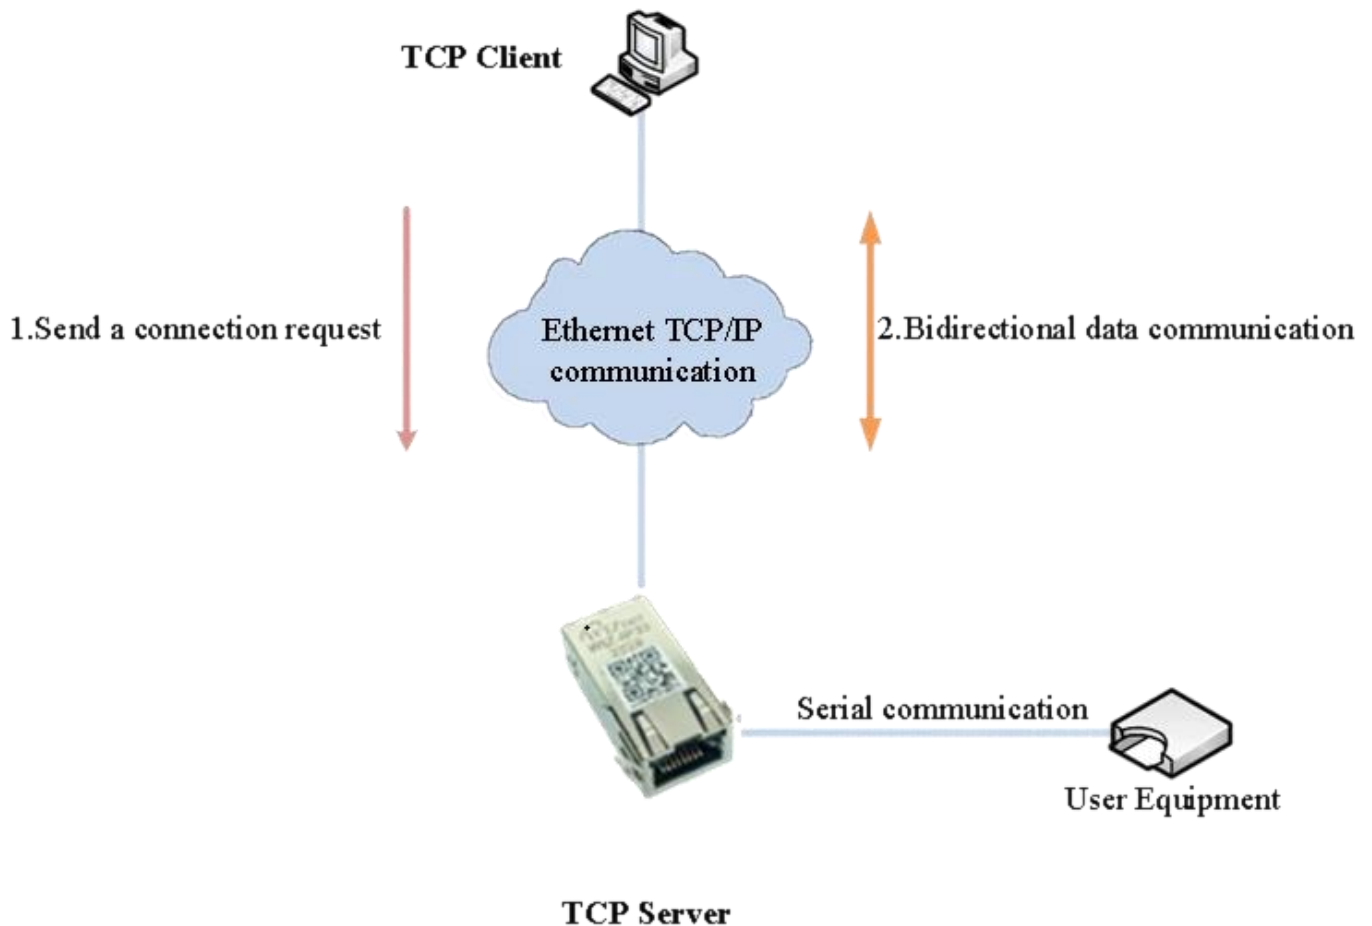 TCP Client
1.Send a connection request
Ethernet TCP/IP
communication
2.Bidirectional data communication
Serial communication
User Equipment
TCP Server